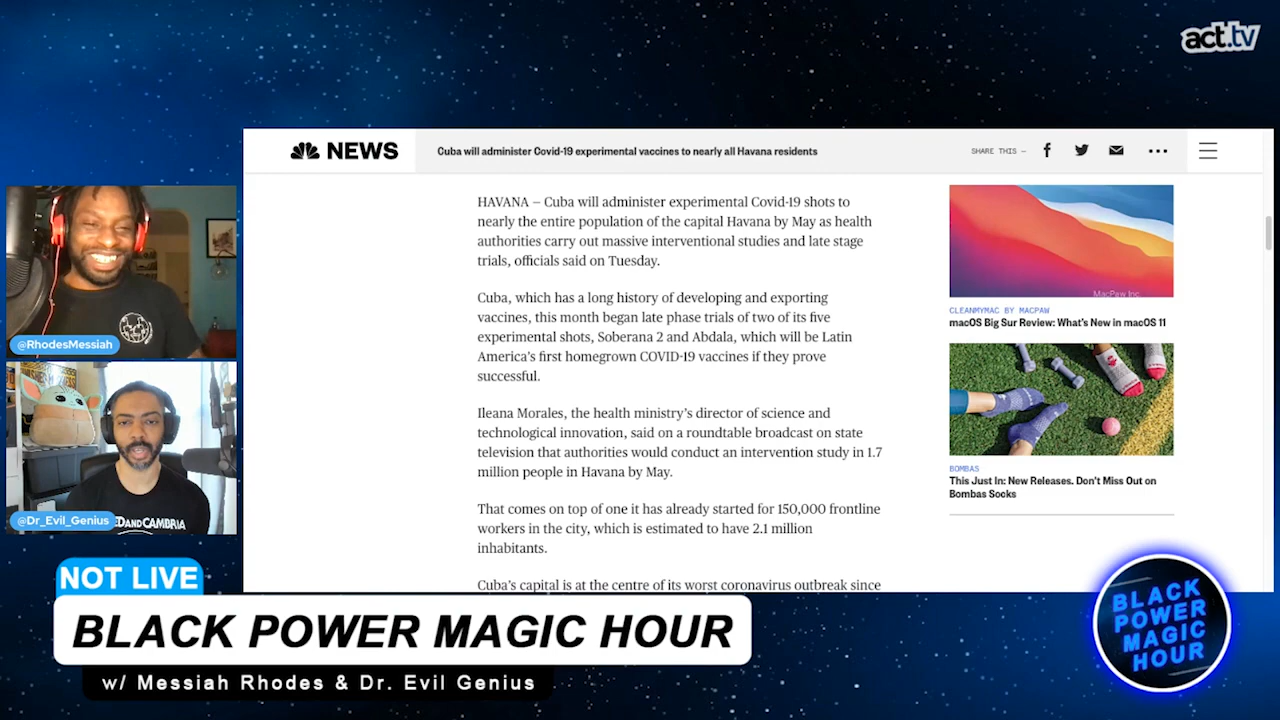 act.tv
NEWS
Cuba will administer Covid-19 experimental vaccines to nearly all Havana residents
SHARE THIS —
HAVANA — Cuba will administer experimental Covid-19 shots to
nearly the entire population of the capital Havana by May as health
authorities carry out massive interventional studies and late stage
trials, officials said on Tuesday.
Cuba, which has a long history of developing and exporting
vaccines, this month began late phase trials of two of its five
experimental shots, Soberana 2 and Abdala, which will be Latin
America’s first homegrown COVID-19 vaccines if they prove
successful.
Ileana Morales, the health ministry’s director of science and
technological innovation, said on a roundtable broadcast on state
television that authorities would conduct an intervention study in 1.7
million people in Havana by May.
That comes on top of one it has already started for 150,000 frontline
workers in the city, which is estimated to have 2.1 million
inhabitants.
Cuba’s capital is at the centre of its worst coronavirus outbreak since
MacPaw Inc.
CLEANMYMAC BY MACPAW
macOS Big Sur Review: What’s New in macOS 11
BOMBAS
This Just In: New Releases. Don’t Miss Out on
Bombas Socks
@RhodesMessiah
@Dr_Evil_Genius
ED AND CAMBRIA
NOT LIVE
BLACK POWER MAGIC HOUR
w/ Messiah Rhodes & Dr. Evil Genius
BLACK
POWER
MAGIC
HOUR